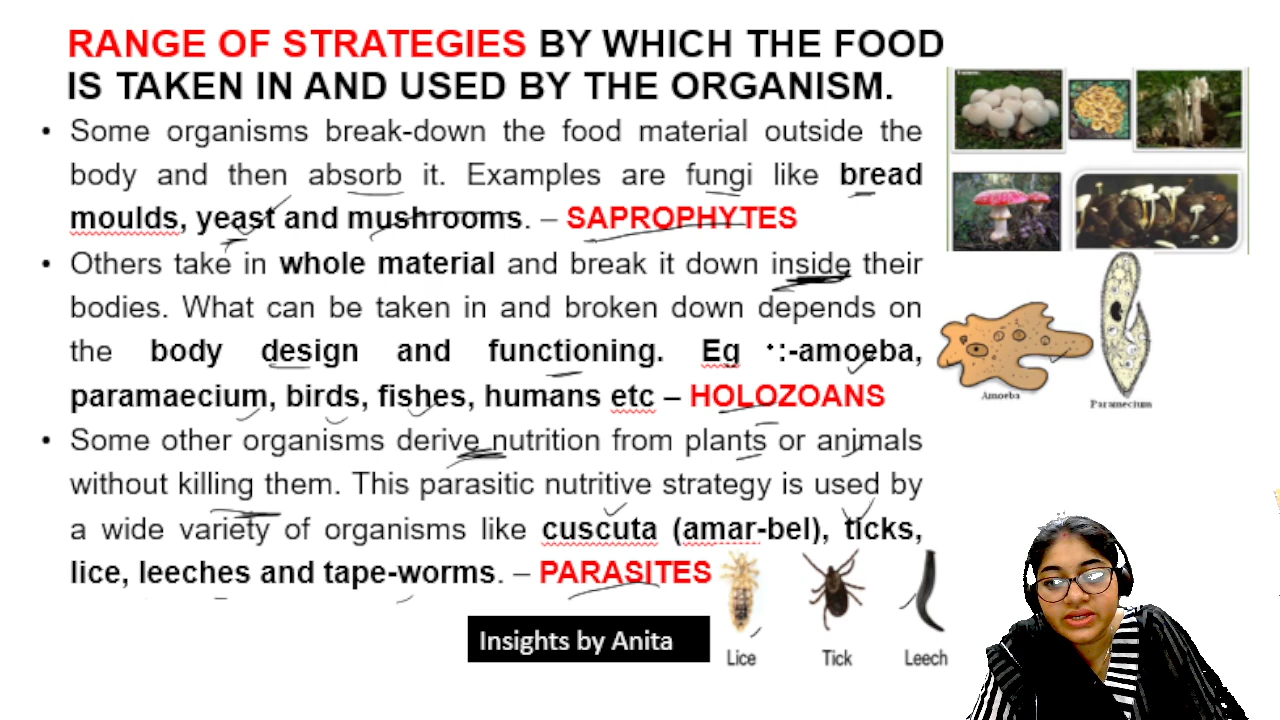 RANGE OF STRATEGIES BY WHICH THE FOOD
IS TAKEN IN AND USED BY THE ORGANISM.
• Some organisms break-down the food material outside the
body and then absorb it. Examples are fungi like bread
moulds, yeast and mushrooms. – SAPROPHYTES
• Others take in whole material and break it down inside their
bodies. What can be taken in and broken down depends on
the body design and functioning. Eg :-amoeba,
paramaecium, birds, fishes, humans etc – HOLOZOANS
• Some other organisms derive nutrition from plants or animals
without killing them. This parasitic nutritive strategy is used by
a wide variety of organisms like cuscuta (amar-bel), ticks,
lice, leeches and tape-worms. – PARASITES
Amoeba
Paramecium
Insights by Anita
Lice
Tick
Leech